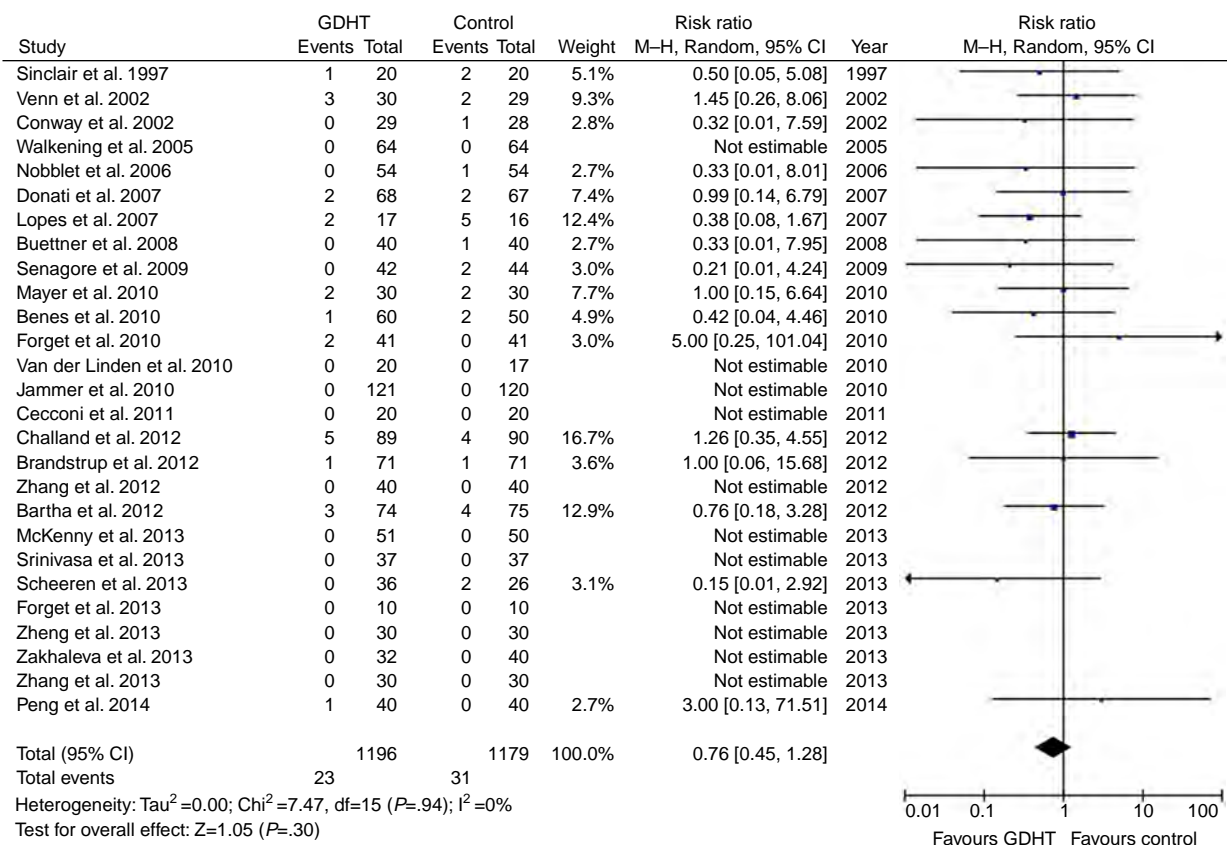 GDHT Control Risk ratio Risk ratio
Study Events Total Events Total Weight M–H, Random, 95% CI Year M–H, Random, 95% CI
Sinclair et al. 1997 1 20 2 20 5.1% 0.50 [0.05, 5.08] 1997
Venn et al. 2002 3 30 2 29 9.3% 1.45 [0.26, 8.06] 2002
Conway et al. 2002 0 29 1 28 2.8% 0.32 [0.01, 7.59] 2002
Walkening et al. 2005 0 64 0 64 Not estimable 2005
Nobblet et al. 2006 0 54 1 54 2.7% 0.33 [0.01, 8.01] 2006
Donati et al. 2007 2 68 2 67 7.4% 0.99 [0.14, 6.79] 2007
Lopes et al. 2007 2 17 5 16 12.4% 0.38 [0.08, 1.67] 2007
Buettner et al. 2008 0 40 1 40 2.7% 0.33 [0.01, 7.95] 2008
Senagore et al. 2009 0 42 2 44 3.0% 0.21 [0.01, 4.24] 2009
Mayer et al. 2010 2 30 2 30 7.7% 1.00 [0.15, 6.64] 2010
Benes et al. 2010 1 60 2 50 4.9% 0.42 [0.04, 4.46] 2010
Forget et al. 2010 2 41 0 41 3.0% 5.00 [0.25, 101.04] 2010
Van der Linden et al. 2010 0 20 0 17 Not estimable 2010
Jammer et al. 2010 0 121 0 120 Not estimable 2010
Cecconi et al. 2011 0 20 0 20 Not estimable 2011
Challand et al. 2012 5 89 4 90 16.7% 1.26 [0.35, 4.55] 2012
Brandstrup et al. 2012 1 71 1 71 3.6% 1.00 [0.06, 15.68] 2012
Zhang et al. 2012 0 40 0 40 Not estimable 2012
Bartha et al. 2012 3 74 4 75 12.9% 0.76 [0.18, 3.28] 2012
McKenny et al. 2013 0 51 0 50 Not estimable 2013
Srinivasa et al. 2013 0 37 0 37 Not estimable 2013
Scheeren et al. 2013 0 36 2 26 3.1% 0.15 [0.01, 2.92] 2013
Forget et al. 2013 0 10 0 10 Not estimable 2013
Zheng et al. 2013 0 30 0 30 Not estimable 2013
Zakhaleva et al. 2013 0 32 0 40 Not estimable 2013
Zhang et al. 2013 0 30 0 30 Not estimable 2013
Peng et al. 2014 1 40 0 40 2.7% 3.00 [0.13, 71.51] 2014
Total (95% CI) 1196 1179 100.0% 0.76 [0.45, 1.28]
Total events 23 31
Heterogeneity: Tau² =0.00; Chi² =7.47, df=15 (P=.94); I² =0%
Test for overall effect: Z=1.05 (P=.30)
0.01 0.1 1 10 100
Favours GDHT Favours control